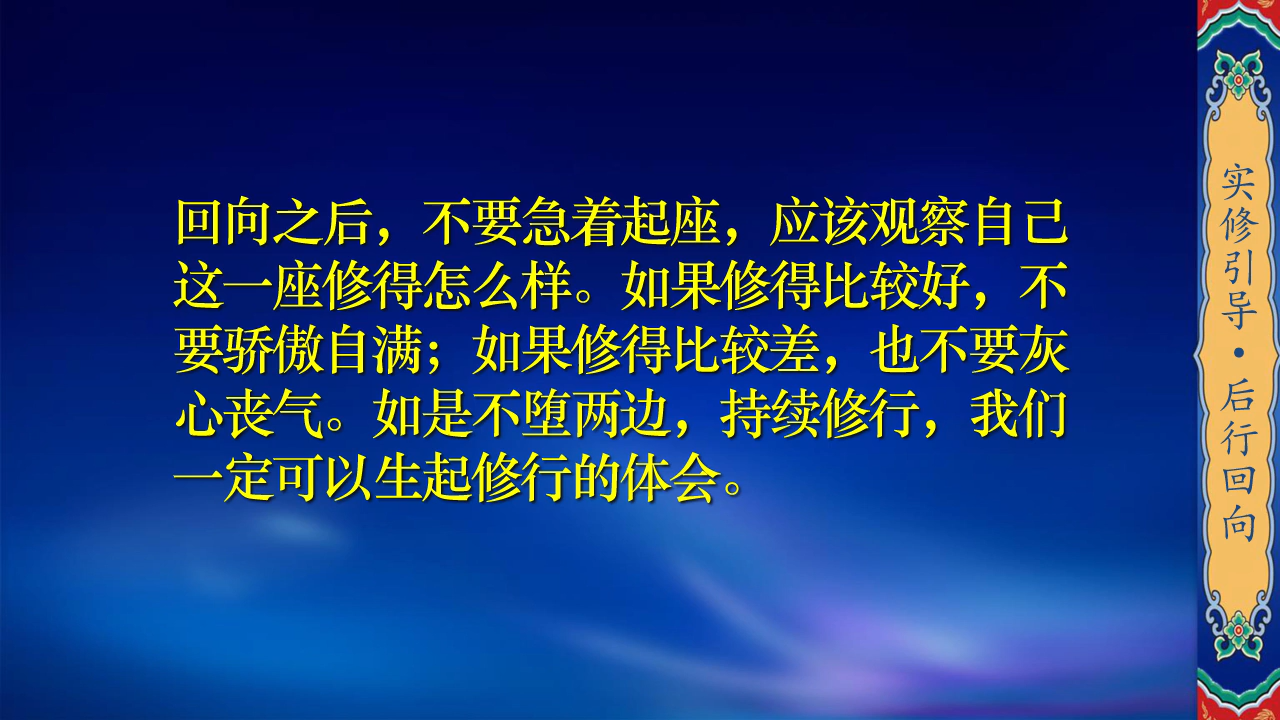 回向之后，不要急着起座，应该观察自己
这一座修得怎么样。如果修得比较好，不
要骄傲自满；如果修得比较差，也不要灰
心丧气。如是不堕两边，持续修行，我们
一定可以生起修行的体会。
实修引导·后行回向